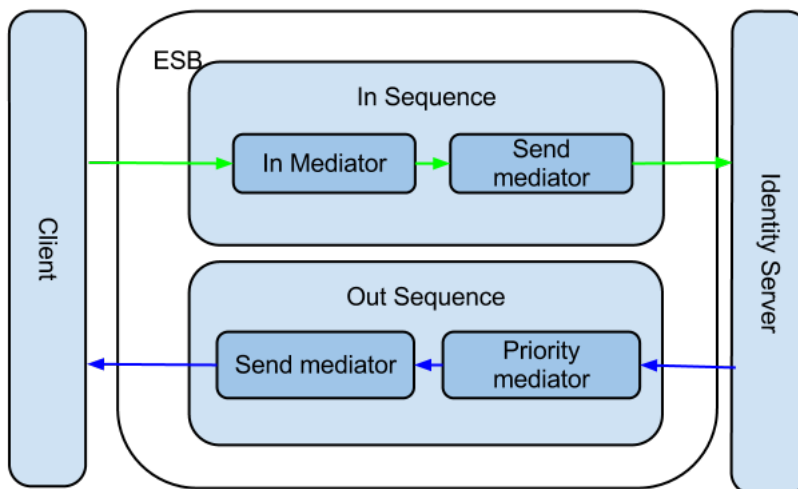 ESB
In Sequence
In Mediator
Send
mediator
Client
Identity Server
Out Sequence
Send mediator
Priority
mediator